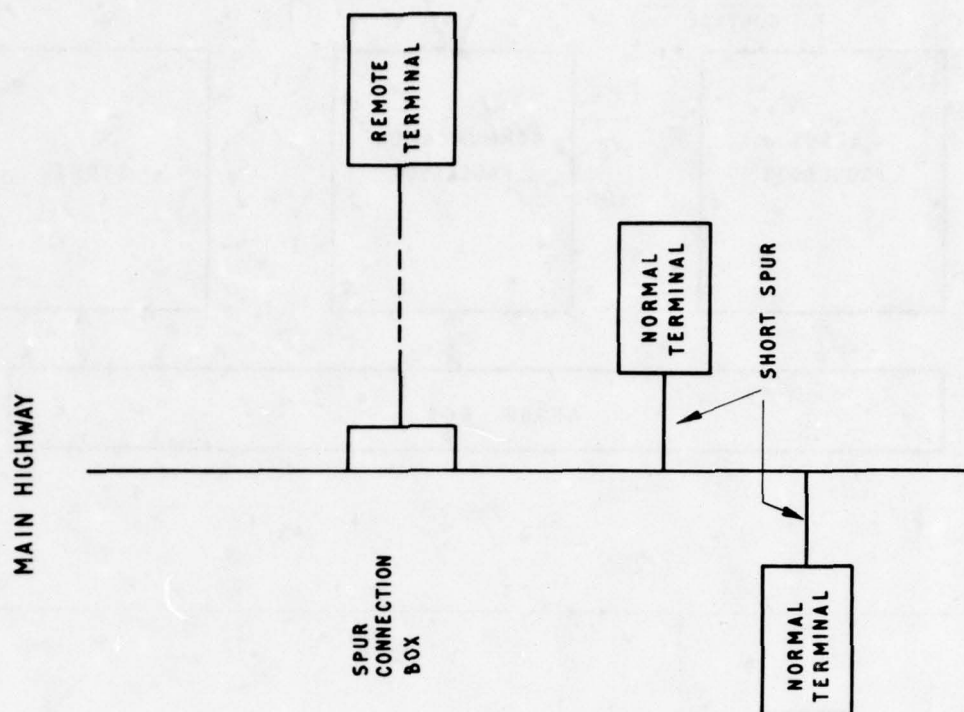 MAIN HIGHWAY
REMOTE
TERMINAL
NORMAL
TERMINAL
SHORT SPUR
SPUR
CONNECTION
BOX
NORMAL
TERMINAL